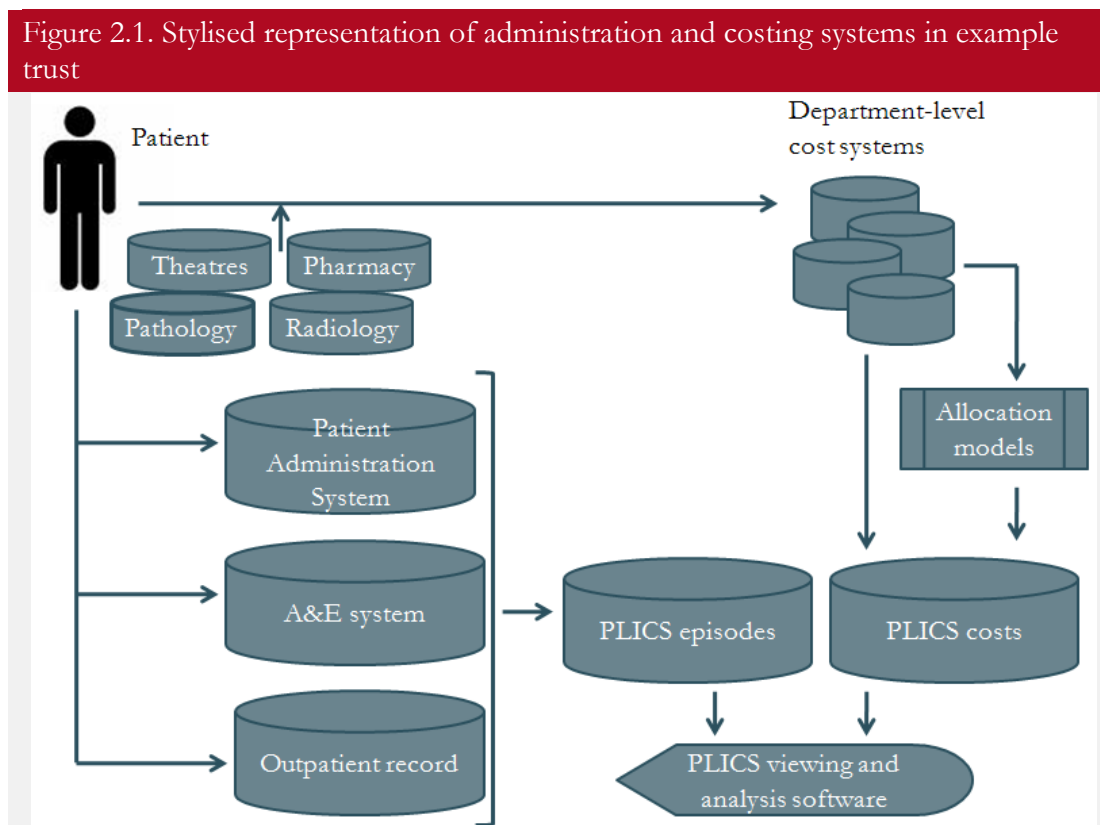 Figure 2.1. Stylised representation of administration and costing systems in example
trust
Patient
Department-level
cost systems
Theatres
Pharmacy
Pathology
Radiology
Allocation
models
Patient
Administration
System
A&E system
PLICS episodes
PLICS costs
Outpatient record
PLICS viewing and
analysis software